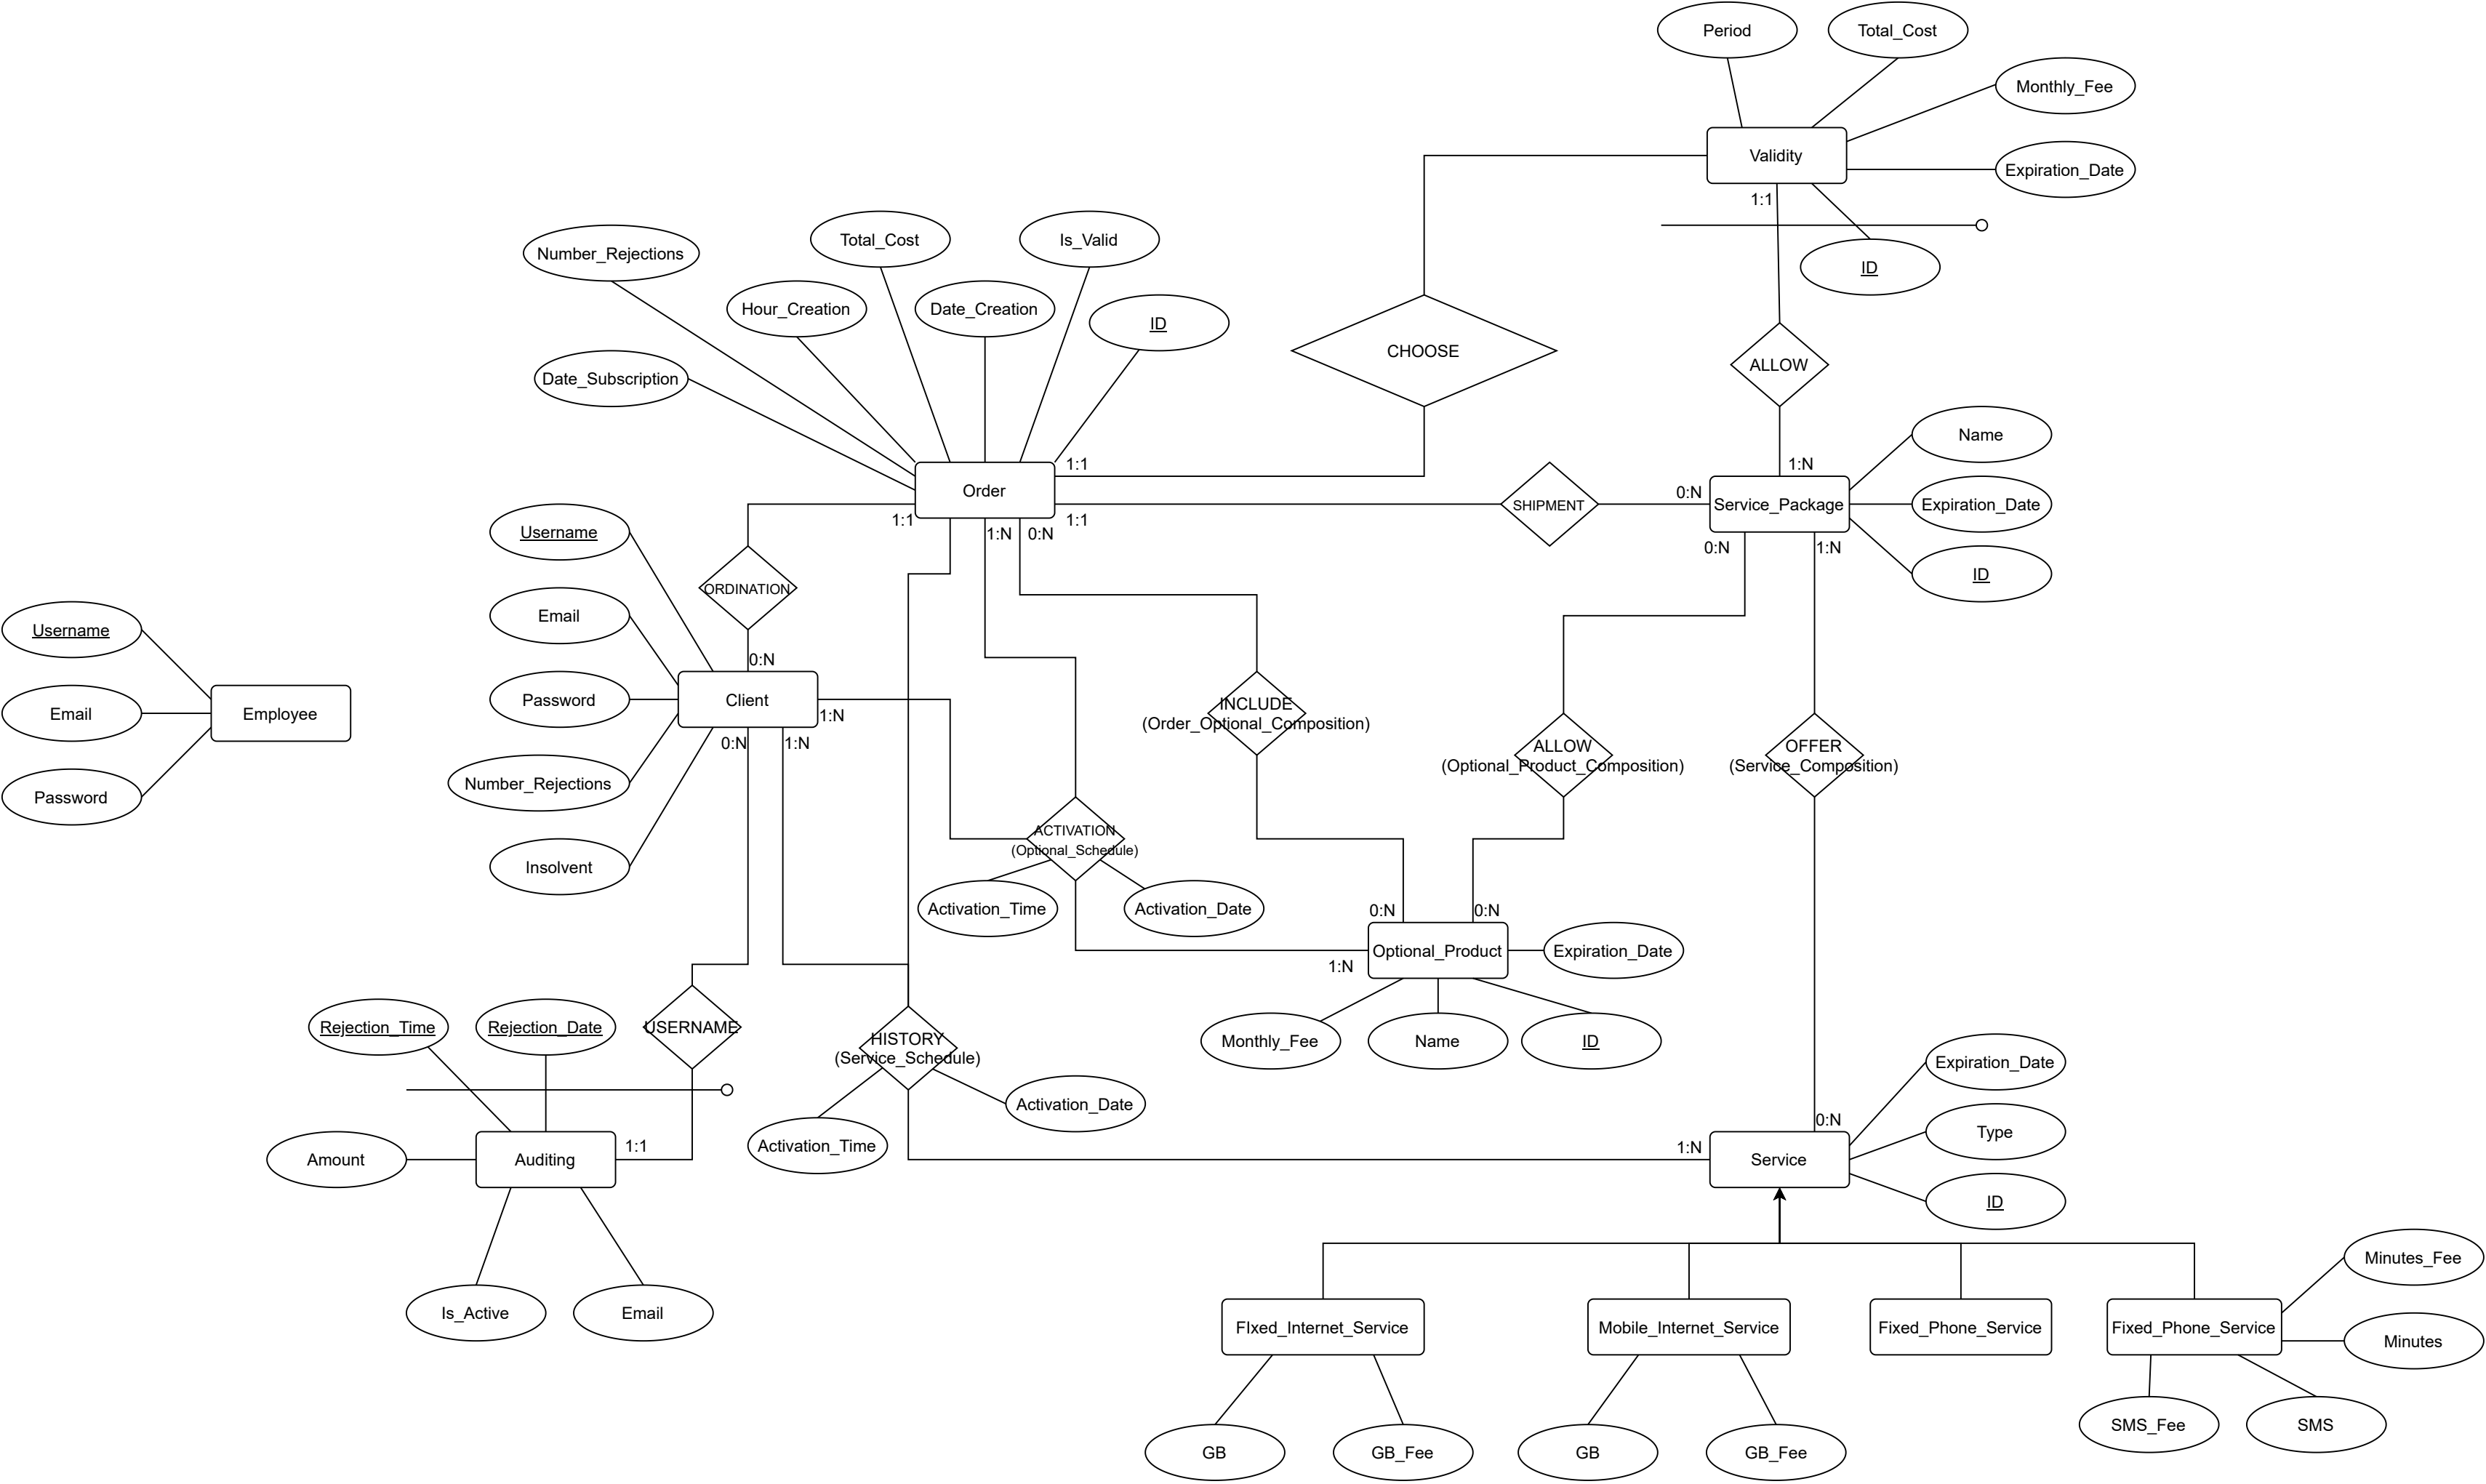 Period
Total_Cost
Monthly_Fee
Validity
Expiration_Date
1:1
ID
Number_Rejections
Total_Cost
Is_Valid
Hour_Creation
Date_Creation
ID
Date_Subscription
CHOOSE
ALLOW
Name
1:1
1:N
Order
0:N
Service_Package
Expiration_Date
SHIPMENT
1:1
1:1
1:N
0:N
0:N
1:N
Username
ID
ORDINATION
Email
Username
0:N
Password
Client
1:N
INCLUDE
(Order_Optional_Composition)
Email
Employee
0:N
1:N
ALLOW
(Optional_Product_Composition)
OFFER
(Service_Composition)
Number_Rejections
Password
ACTIVATION
(Optional_Schedule)
Insolvent
Activation_Time
Activation_Date
0:N
0:N
Optional_Product
Expiration_Date
1:N
Rejection_Time
Rejection_Date
USERNAME
HISTORY
(Service_Schedule)
Monthly_Fee
Name
ID
Expiration_Date
Activation_Date
0:N
Type
Amount
Auditing
1:1
Activation_Time
1:N
Service
ID
Minutes_Fee
Is_Active
Email
FIxed_Internet_Service
Mobile_Internet_Service
Fixed_Phone_Service
Fixed_Phone_Service
Minutes
SMS_Fee
SMS
GB
GB_Fee
GB
GB_Fee